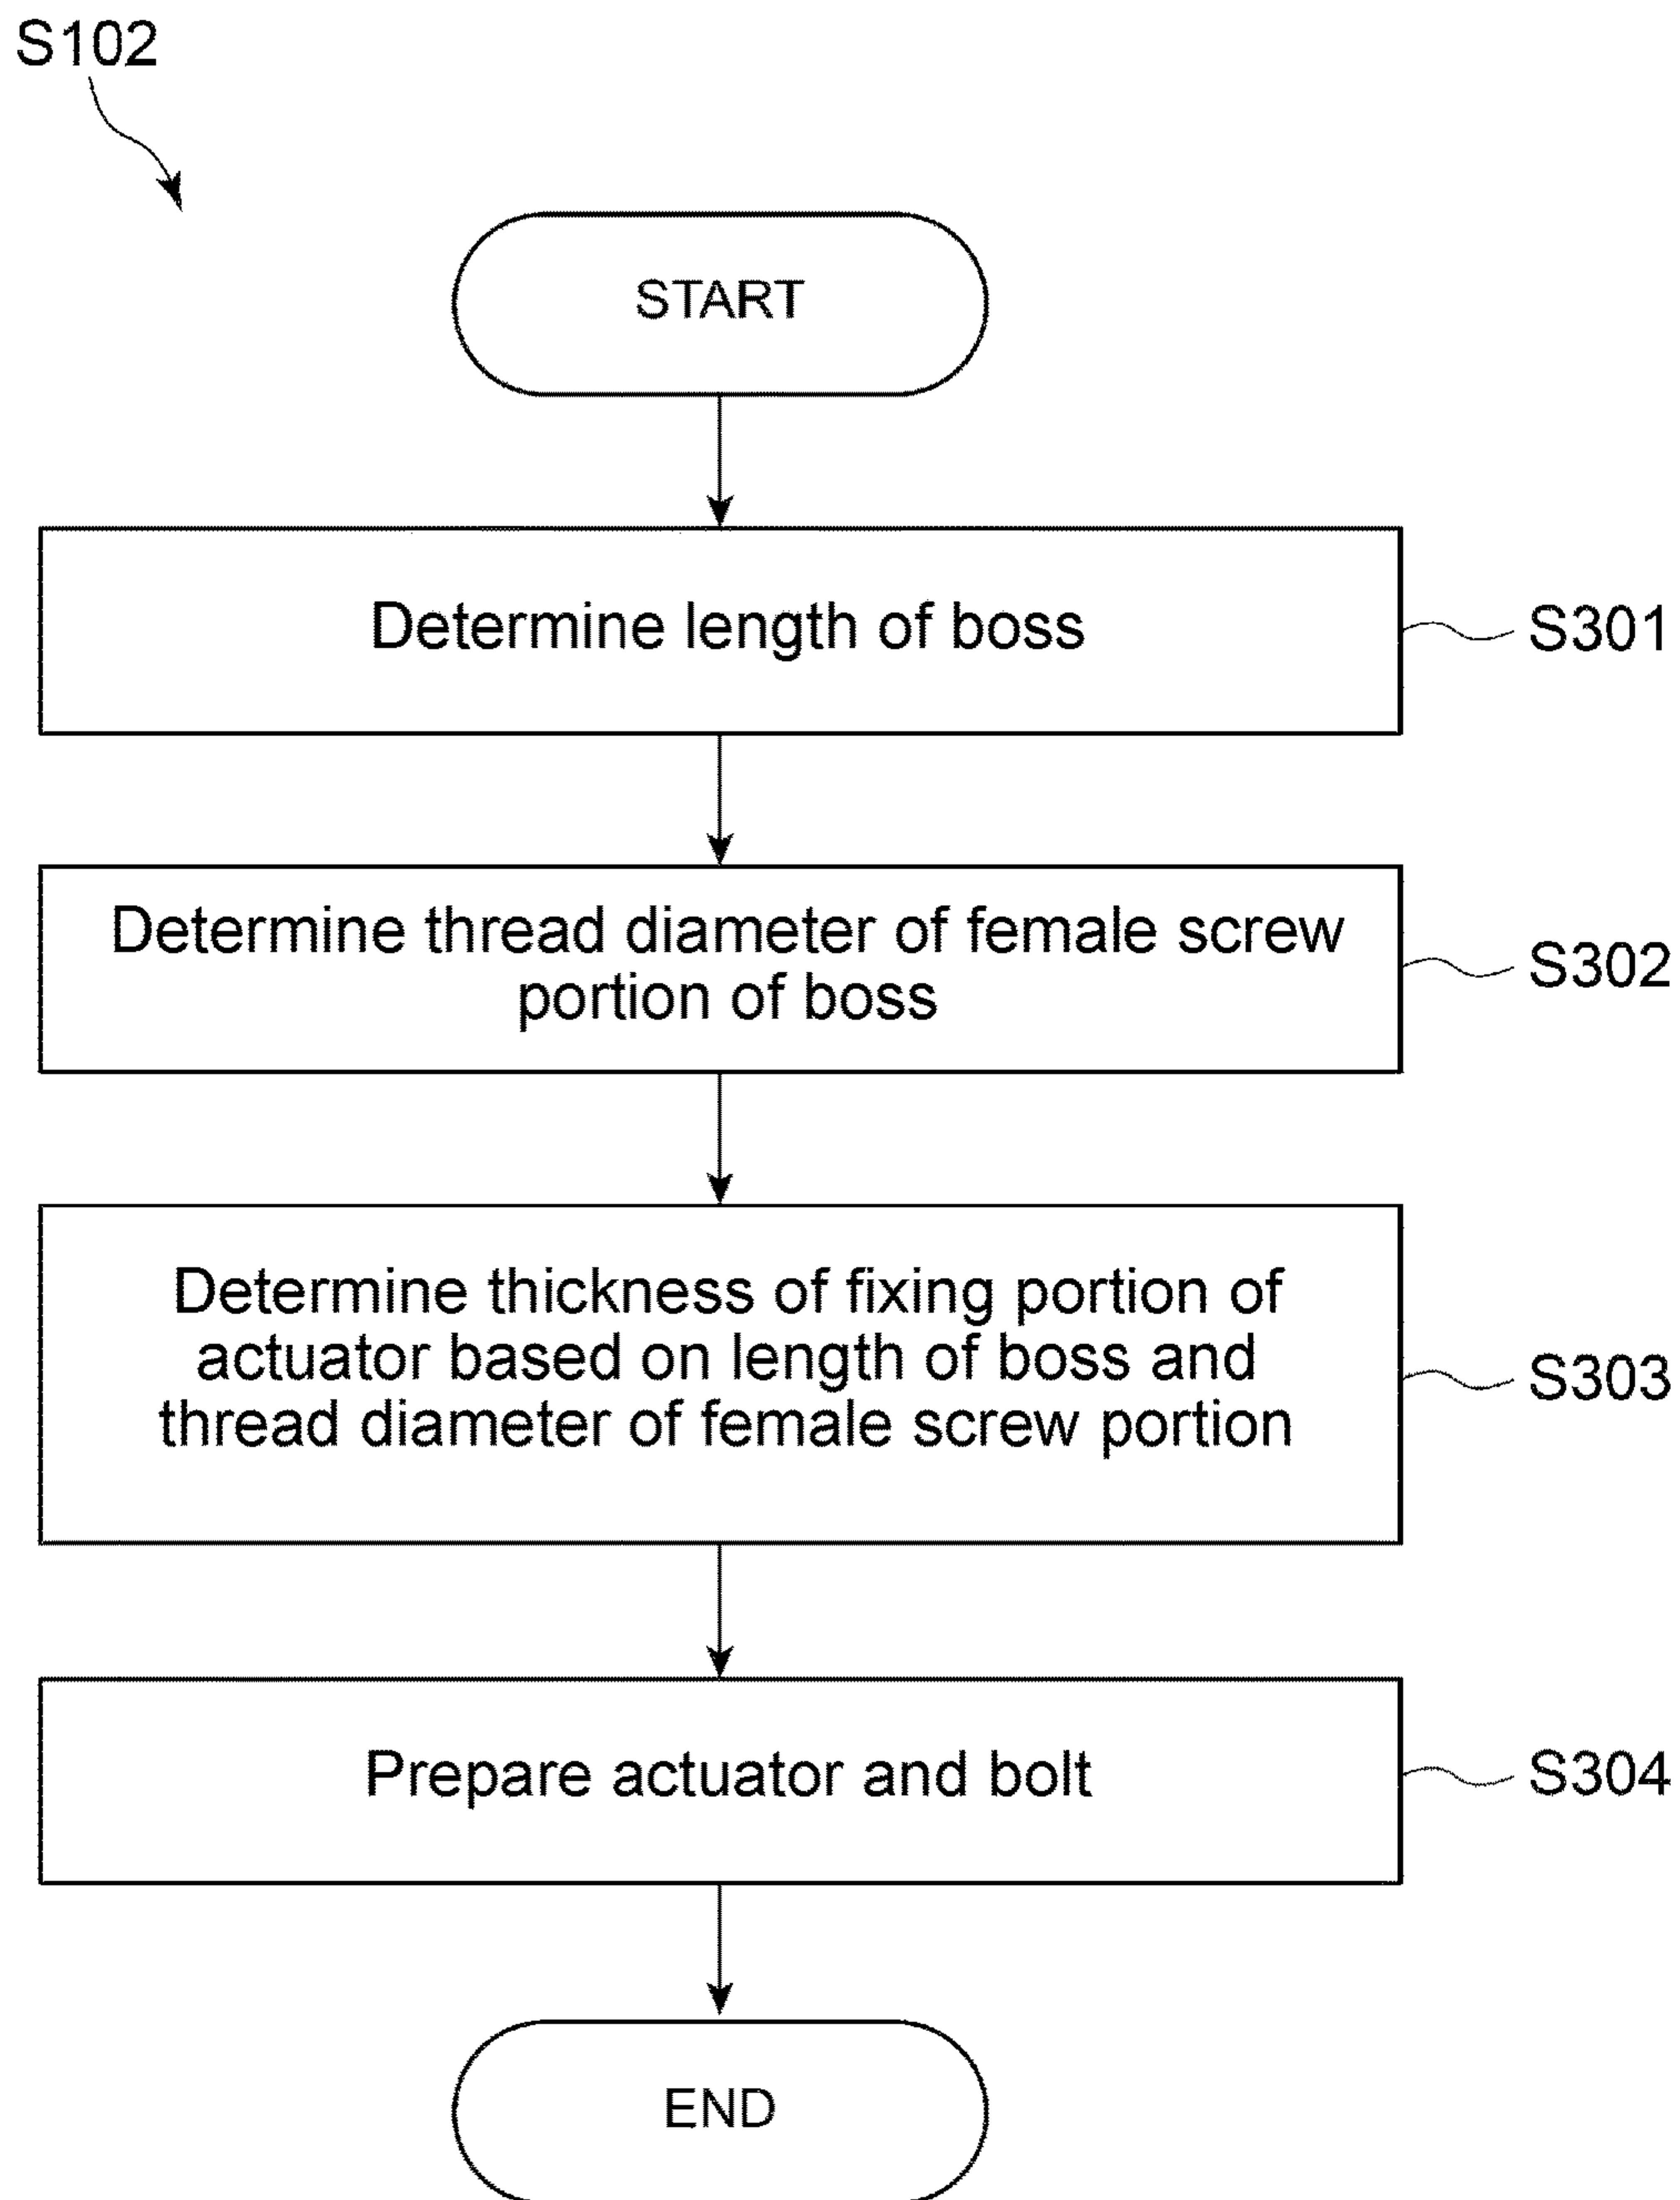 S102
START
Determine length of boss
S301
Determine thread diameter of female screw
portion of boss
S302
Determine thickness of fixing portion of
actuator based on length of boss and
thread diameter of female screw portion
S303
Prepare actuator and bolt
S304
END